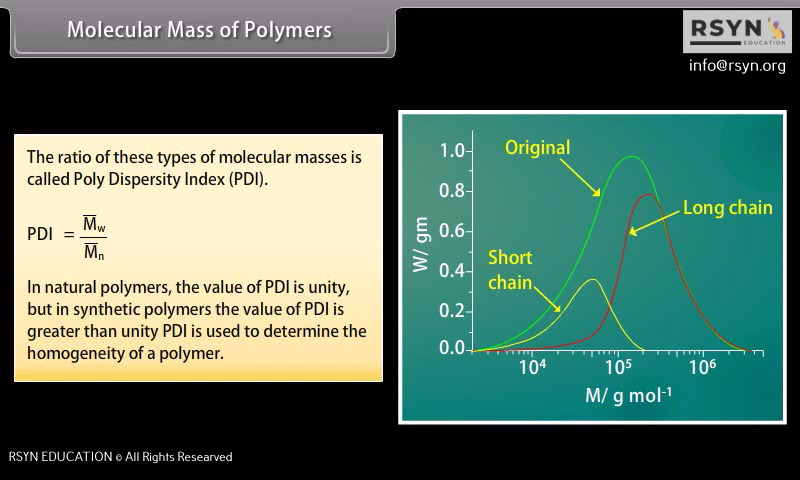 Molecular Mass of Polymers
RSYN
EDUCATION
info@rsyn.org
The ratio of these types of molecular masses is
called Poly Dispersity Index (PDI).
PDI = M̅w / M̅n
In natural polymers, the value of PDI is unity,
but in synthetic polymers the value of PDI is
greater than unity PDI is used to determine the
homogeneity of a polymer.
W/ gm
1.0
0.8
0.6
0.4
0.2
0.0
Original
Long chain
Short
chain
10⁴ 10⁵ 10⁶
M/ g mol⁻¹
RSYN EDUCATION © All Rights Researved